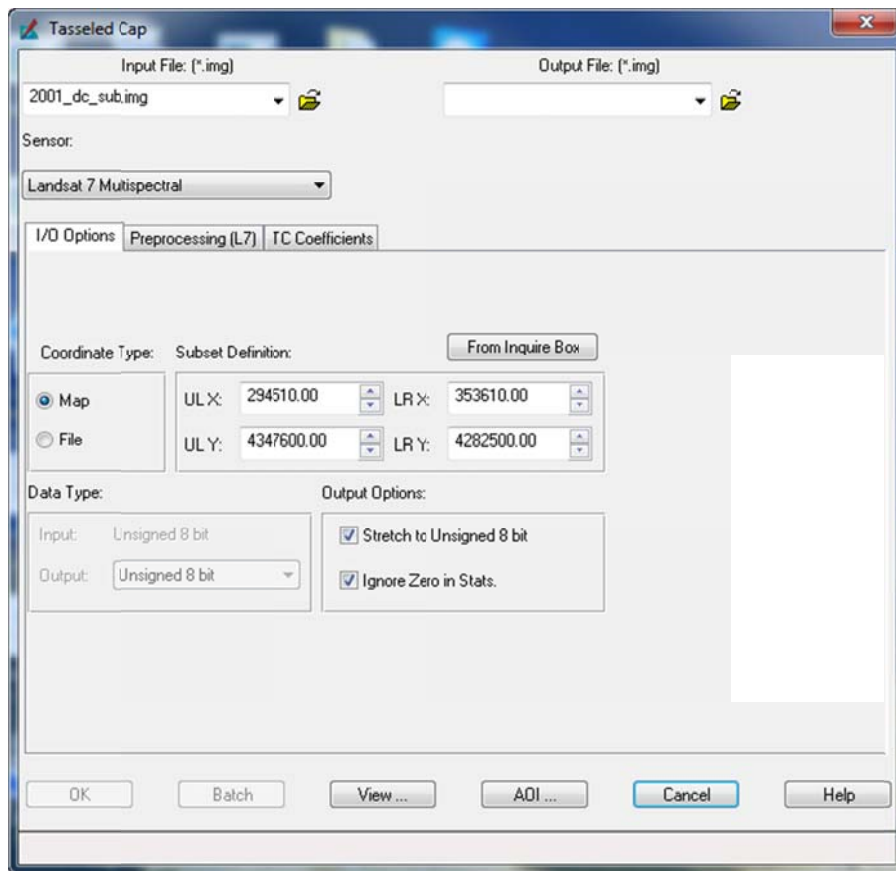 Tasseled Cap
Input File: (*.img) Output File: (*.img)
2001_dc_sub.img
Sensor:
Landsat 7 Multispectral
I/O Options Preprocessing (L7) TC Coefficients
Coordinate Type: Subset Definition: From Inquire Box
Map UL X: 294510.00 LR X: 353610.00
File UL Y: 4347600.00 LR Y: 4282500.00
Data Type: Output Options:
Input: Unsigned 8 bit Stretch to Unsigned 8 bit
Output: Unsigned 8 bit Ignore Zero in Stats.
OK Batch View ... AOI ... Cancel Help